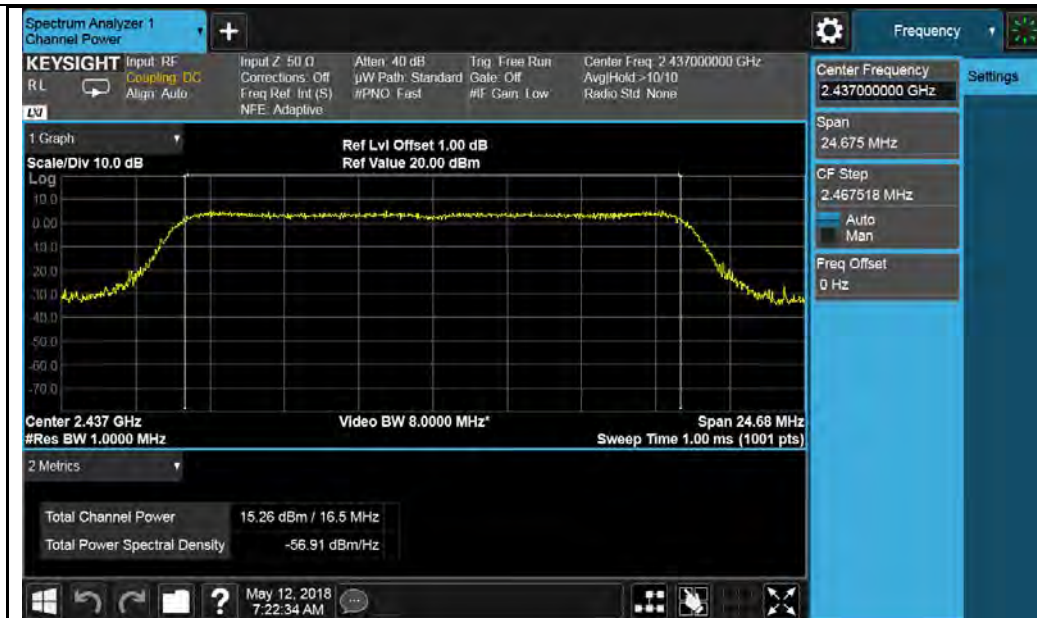 Spectrum Analyzer 1
Channel Power
+
Frequency
KEYSIGHT
RL
LXI
Input: RF
Coupling: DC
Align: Auto
Input Z: 50 Ω
Corrections: Off
Freq Ref: Int (S)
NFE: Adaptive
Atten: 40 dB
µW Path: Standard
#PNO: Fast
Trig: Free Run
Gate: Off
#IF Gain: Low
Center Freq: 2.437000000 GHz
Avg|Hold:>10/10
Radio Std: None
Center Frequency
2.437000000 GHz
Settings
Span
24.675 MHz
CF Step
2.467518 MHz
Auto
Man
Freq Offset
0 Hz
1 Graph
Scale/Div 10.0 dB
Ref Lvl Offset 1.00 dB
Ref Value 20.00 dBm
Log
10.0
0.00
-10.0
-20.0
-30.0
-40.0
-50.0
-60.0
-70.0
Center 2.437 GHz
#Res BW 1.0000 MHz
Video BW 8.0000 MHz*
Span 24.68 MHz
Sweep Time 1.00 ms (1001 pts)
2 Metrics
Total Channel Power 15.26 dBm / 16.5 MHz
Total Power Spectral Density -56.91 dBm/Hz
?
May 12, 2018
7:22:34 AM